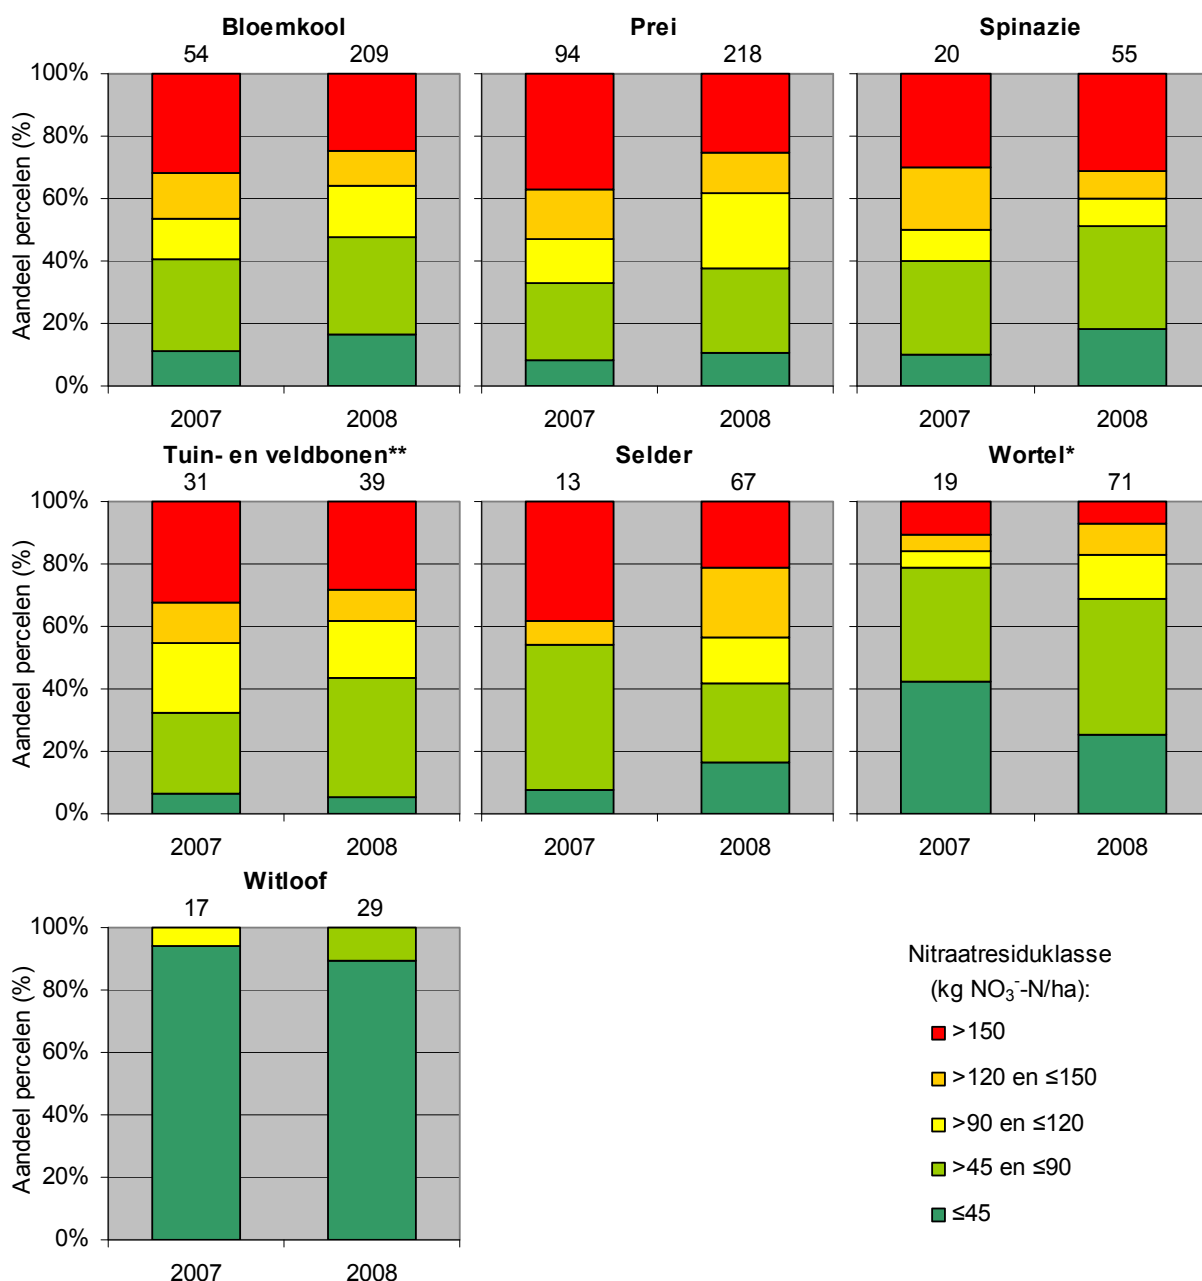 Bloemkool Prei Spinazie
54 209 94 218 20 55
Aandeel percelen (%)
100%
80%
60%
40%
20%
0%
2007 2008 2007 2008 2007 2008
Tuin- en veldbonen** Selder Wortel*
31 39 13 67 19 71
Aandeel percelen (%)
100%
80%
60%
40%
20%
0%
2007 2008 2007 2008 2007 2008
Witloof
17 29
Aandeel percelen (%)
100%
80%
60%
40%
20%
0%
2007 2008
Nitraatresiduklasse
(kg NO₃⁻-N/ha):
>150
>120 en ≤150
>90 en ≤120
>45 en ≤90
≤45